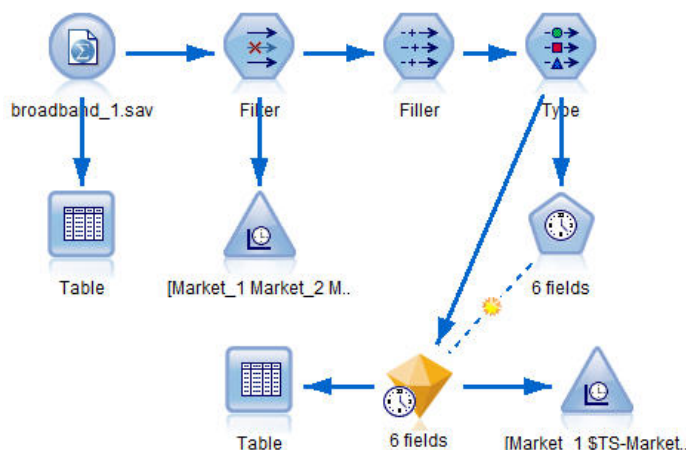 broadband_1.sav
Filter
Filler
Type
Table
[Market_1 Market_2 M..
6 fields
Table
6 fields
[Market_1 $TS-Market..